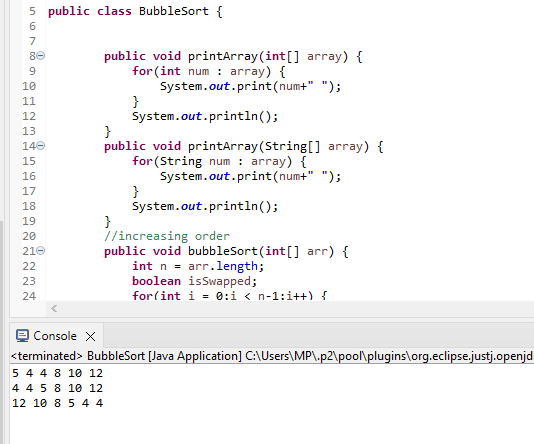 5 public class BubbleSort {
6
7
8 public void printArray(int[] array) {
9 for(int num : array) {
10 System.out.print(num+" ");
11 }
12 System.out.println();
13 }
14 public void printArray(String[] array) {
15 for(String num : array) {
16 System.out.print(num+" ");
17 }
18 System.out.println();
19 }
20 //increasing order
21 public void bubbleSort(int[] arr) {
22 int n = arr.length;
23 boolean isSwapped;
24 for(int i = 0;i < n-1;i++) {
Console
<terminated> BubbleSort [Java Application] C:\Users\MP\.p2\pool\plugins\org.eclipse.justj.openjd
5 4 4 8 10 12
4 4 5 8 10 12
12 10 8 5 4 4